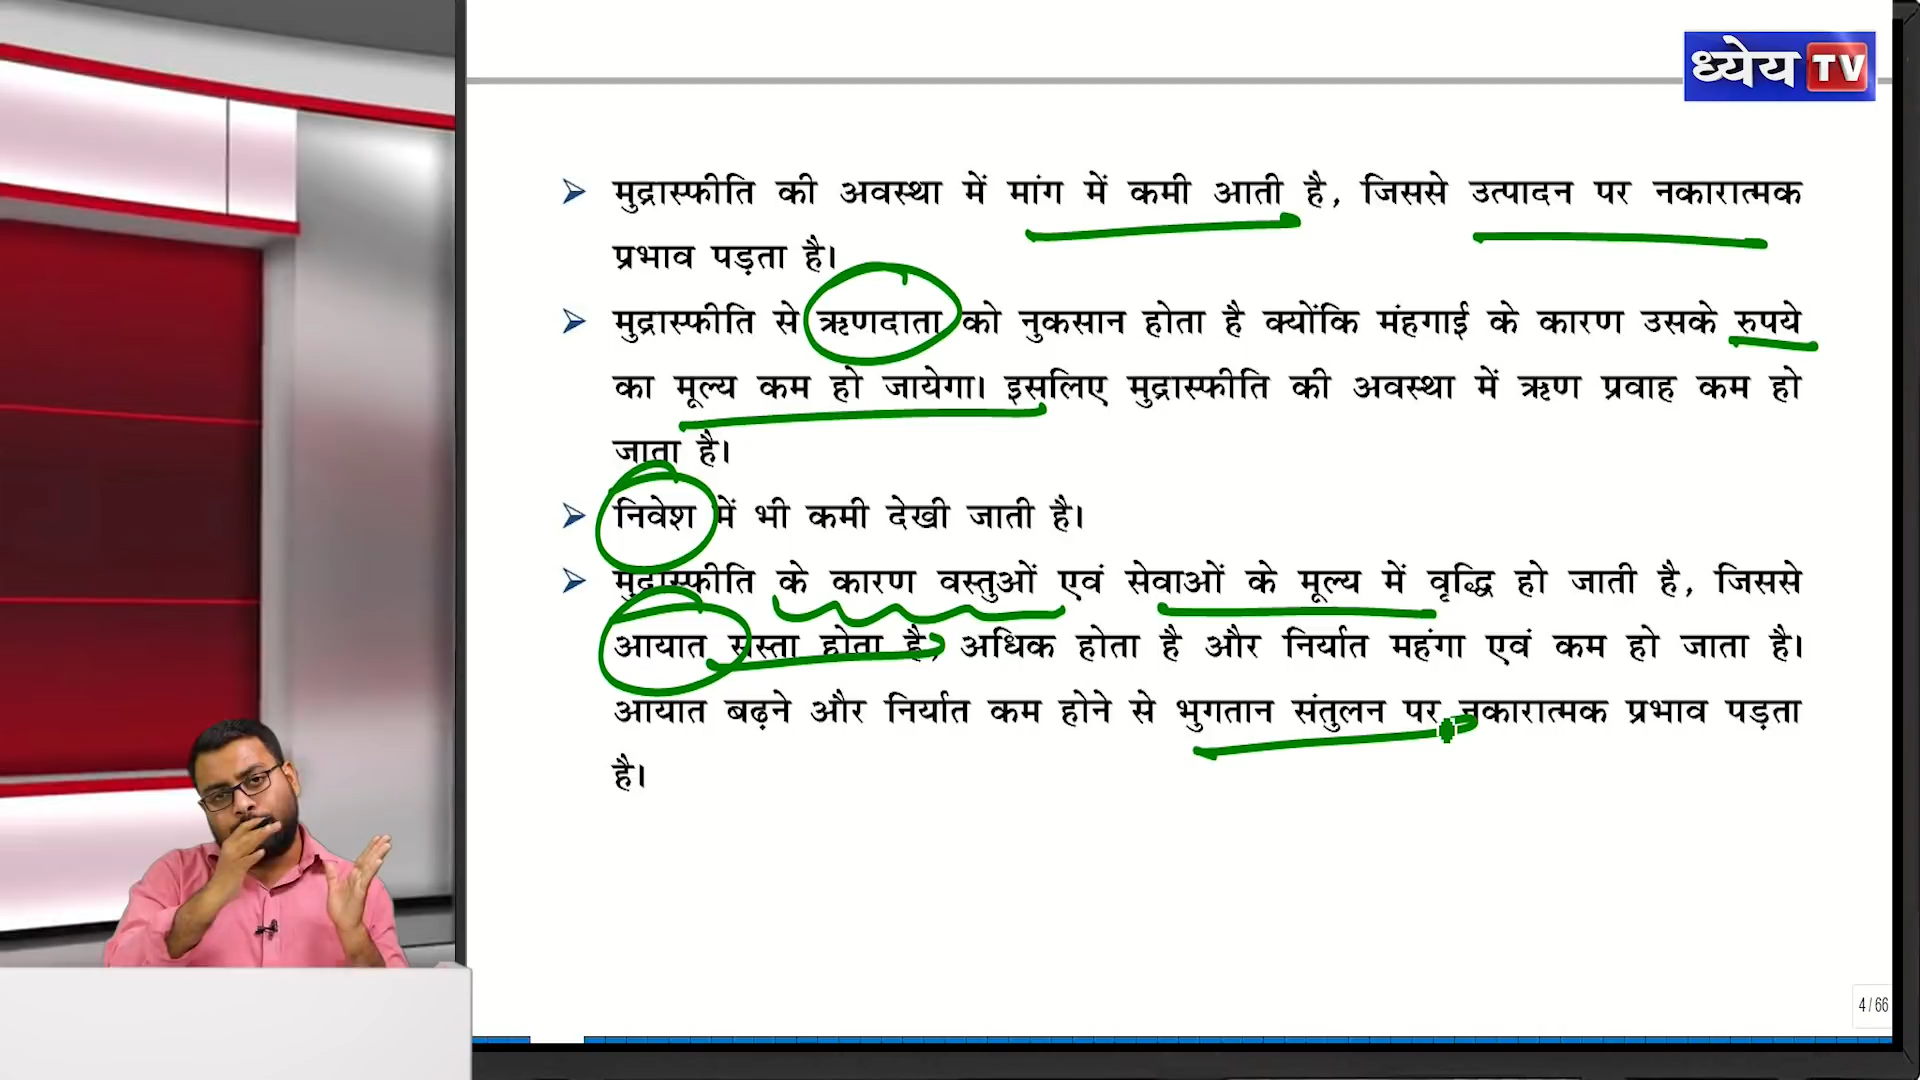 ध्येय TV
➤ मुद्रास्फीति की अवस्था में मांग में कमी आती है, जिससे उत्पादन पर नकारात्मक
प्रभाव पड़ता है।
➤ मुद्रास्फीति से ऋणदाता को नुकसान होता है क्योंकि मंहगाई के कारण उसके रुपये
का मूल्य कम हो जायेगा। इसलिए मुद्रास्फीति की अवस्था में ऋण प्रवाह कम हो
जाता है।
➤ निवेश में भी कमी देखी जाती है।
➤ मुद्रास्फीति के कारण वस्तुओं एवं सेवाओं के मूल्य में वृद्धि हो जाती है, जिससे
आयात सस्ता होता है, अधिक होता है और निर्यात महंगा एवं कम हो जाता है।
आयात बढ़ने और निर्यात कम होने से भुगतान संतुलन पर नकारात्मक प्रभाव पड़ता
है।
4/66